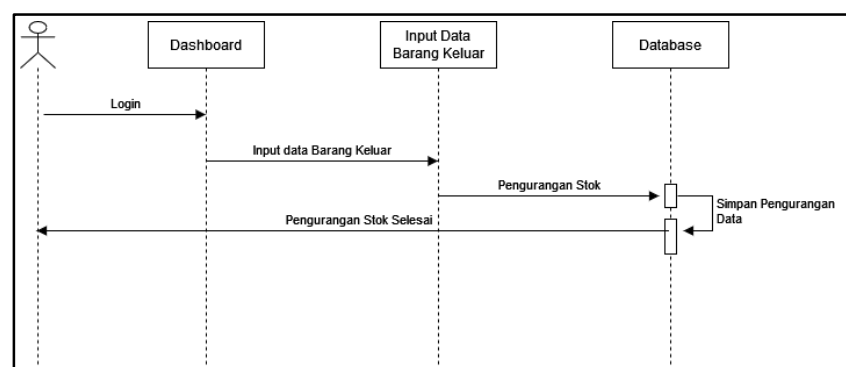 Dashboard
Input Data
Barang Keluar
Database
Login
Input data Barang Keluar
Pengurangan Stok
Simpan Pengurangan
Data
Pengurangan Stok Selesai